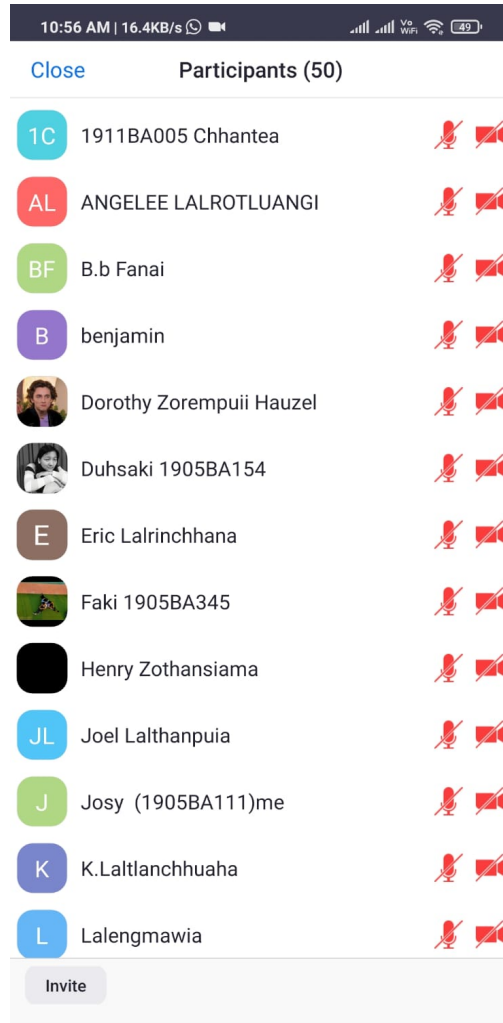 10:56 AM | 16.4KB/s Vo WiFi 49
Close Participants (50)
1C 1911BA005 Chhantea
AL ANGELEE LALROTLUANGI
BF B.b Fanai
B benjamin
Dorothy Zorempuii Hauzel
Duhsaki 1905BA154
E Eric Lalrinchhana
Faki 1905BA345
Henry Zothansiama
JL Joel Lalthanpuia
J Josy (1905BA111)me
K K.Laltlanchhuaha
L Lalengmawia
Invite